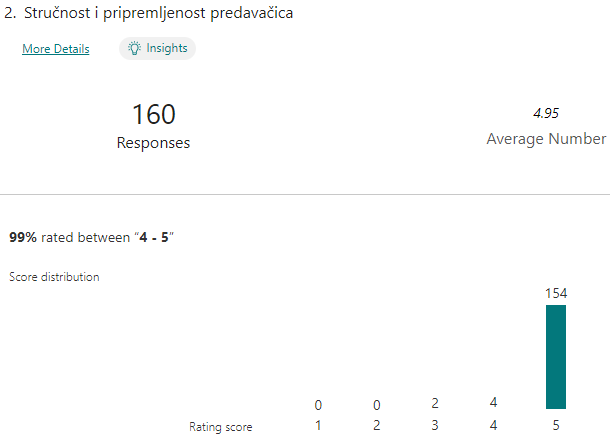 2. Stručnost i pripremljenost predavačica
More Details
Insights
160
Responses
4.95
Average Number
99% rated between “4 - 5”
Score distribution
154
0 0 2 4
Rating score 1 2 3 4 5